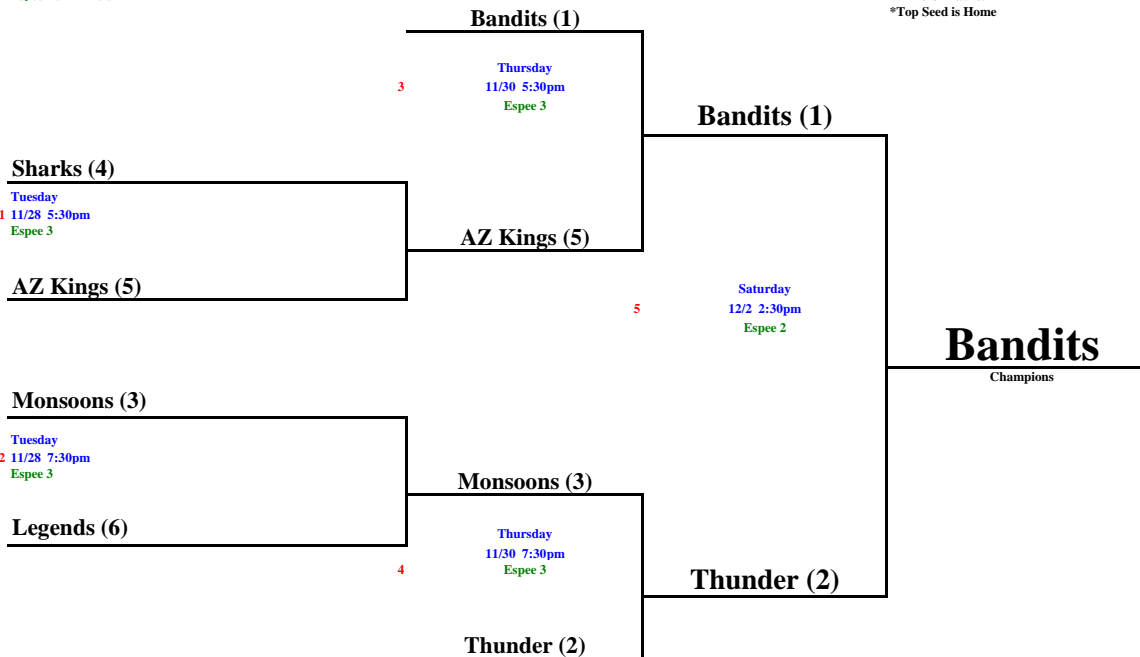 *Top Seed is Home
Bandits (1)
Thursday
3 11/30 5:30pm
Espee 3
Bandits (1)
Sharks (4)
Tuesday
1 11/28 5:30pm
Espee 3
AZ Kings (5)
AZ Kings (5)
Saturday
5 12/2 2:30pm
Espee 2
Bandits
Champions
Monsoons (3)
Tuesday
2 11/28 7:30pm
Espee 3
Monsoons (3)
Legends (6)
Thursday
11/30 7:30pm
4 Espee 3
Thunder (2)
Thunder (2)